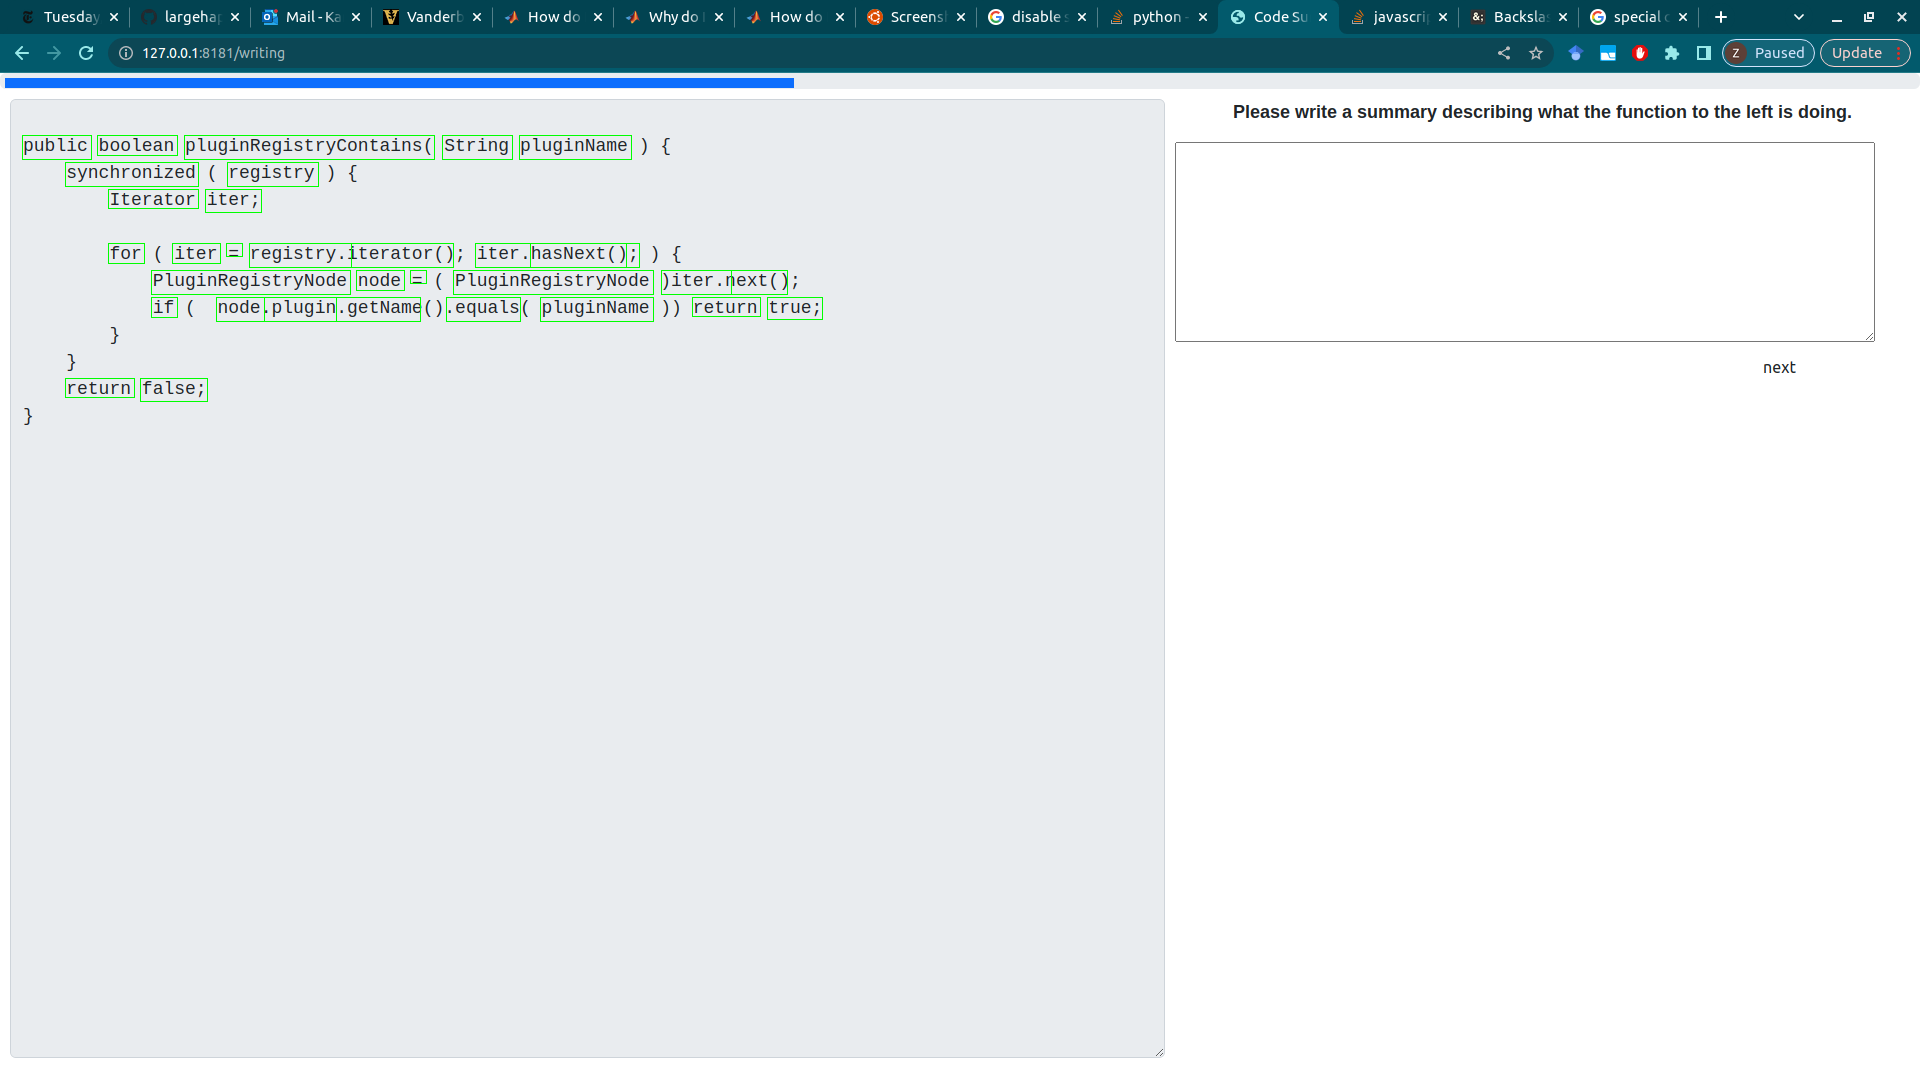 Tuesday
largeha
Mail - Ka
Vanderb
How do
Why do
How do
Screens
disable s
python -
Code Su
javascri
Backsla
special c
127.0.0.1:8181/writing
Z Paused
Update
Please write a summary describing what the function to the left is doing.
public boolean pluginRegistryContains( String pluginName ) {
synchronized ( registry ) {
Iterator iter;
for ( iter = registry.iterator(); iter.hasNext(); ) {
PluginRegistryNode node = ( PluginRegistryNode )iter.next();
if ( node.plugin.getName().equals( pluginName )) return true;
}
}
return false;
}
next